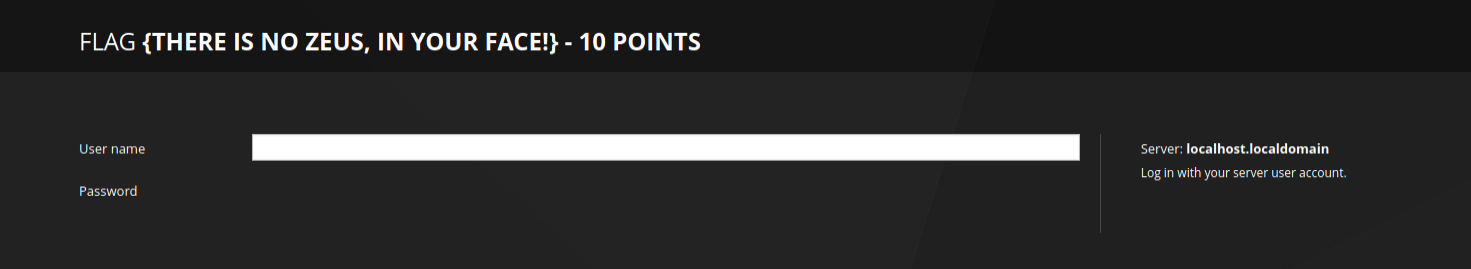 FLAG {THERE IS NO ZEUS, IN YOUR FACE!} - 10 POINTS
User name
Password
Server: localhost.localdomain
Log in with your server user account.